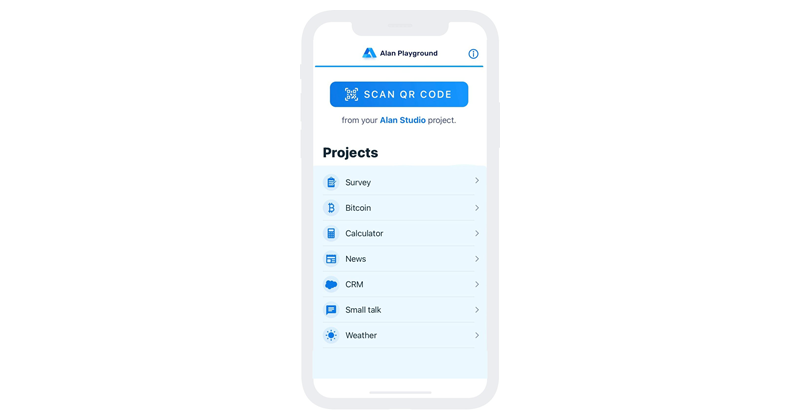 Alan Playground
SCAN QR CODE
from your Alan Studio project.
Projects
Survey
Bitcoin
Calculator
News
CRM
Small talk
Weather